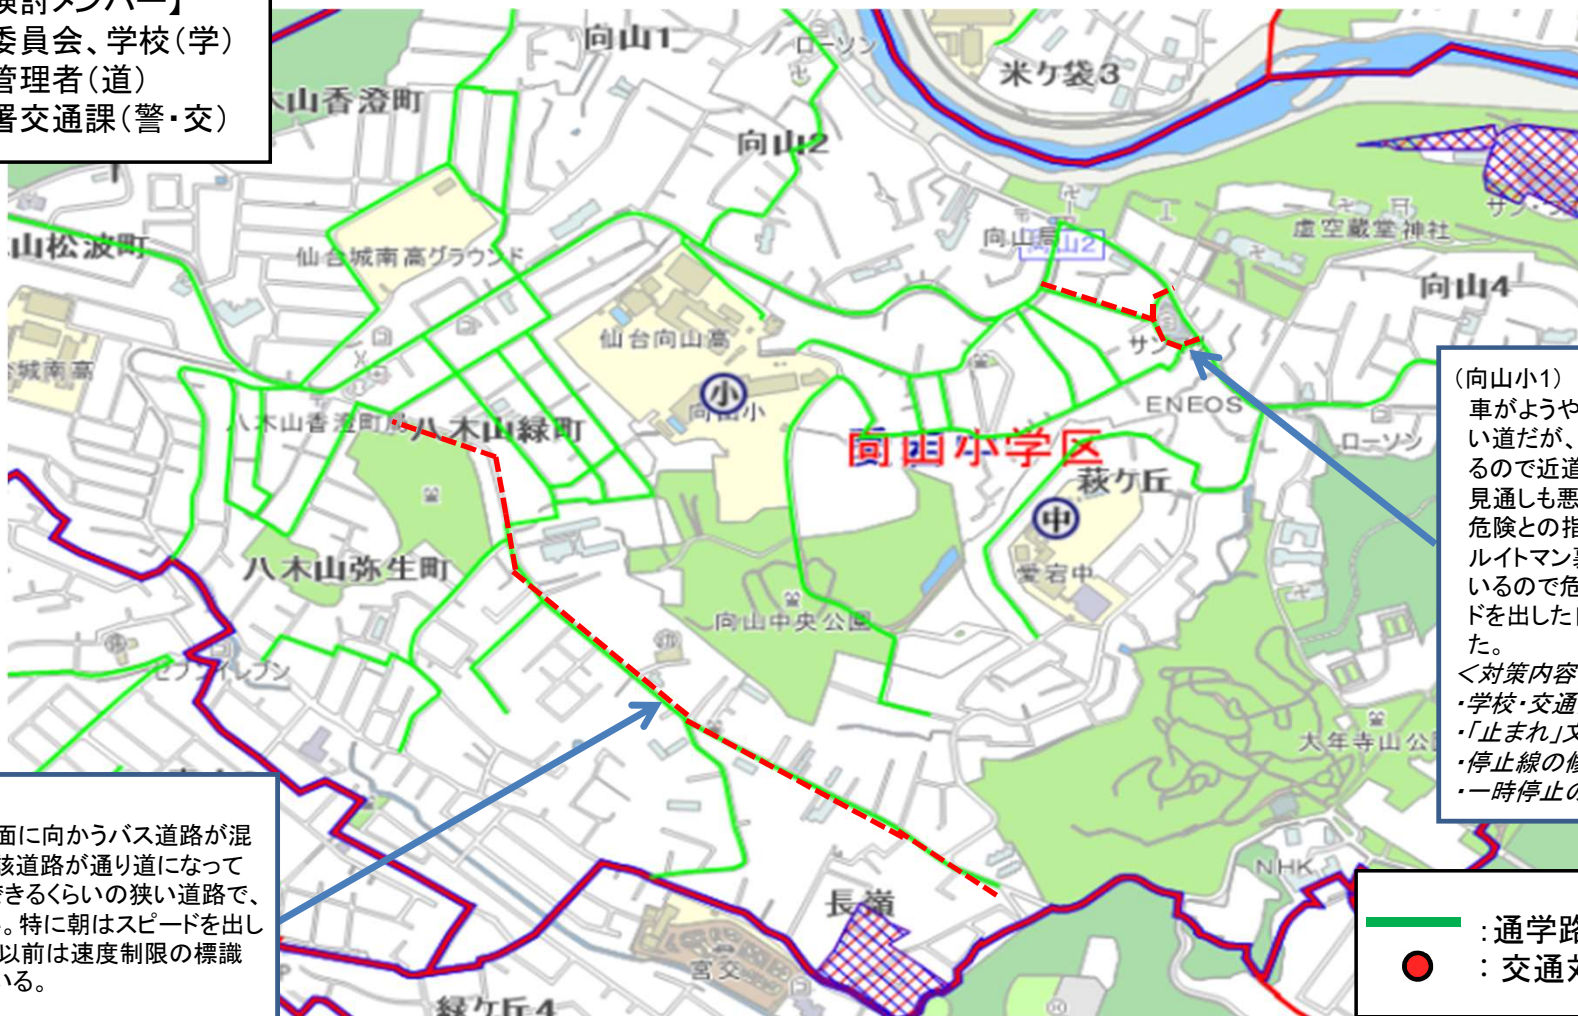 検討メンバー】
委員会、学校(学)
管理者(道)
署交通課(警・交)
向山1
ローソン
米ケ袋3
山香澄町
向山2
山松波町
仙台城南高グラウンド
向山局
向山2
虚空蔵堂神社
向山4
仙台向山高
城南高
小
向山小
ENEOS
八木山香澄町局
八木山緑町
向山小学区
ローソン
萩ケ丘
中
八木山弥生町
愛宕中
向山中央公園
セブンイレブン
大年寺山公園
NHK
長嶺
宮交
緑ケ丘4
(向山小1)
車がようや
い道だが、
るので近道
見通しも悪
危険との指
ルイトマン裏
いるので危
ドを出した
た。
<対策内容
・学校・交通
・「止まれ」文
・停止線の修
・一時停止の
面に向かうバス道路が混
該道路が通り道になって
できるくらいの狭い道路で、
。特に朝はスピードを出し
以前は速度制限の標識
いる。
:通学路
:交通対